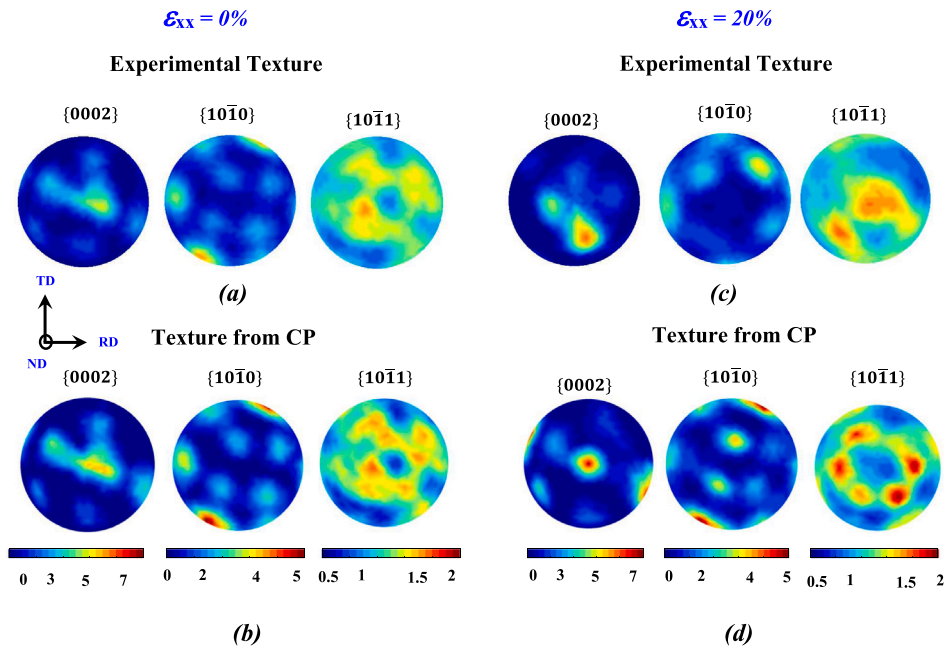 ℰxx = 0%
ℰxx = 20%
Experimental Texture
Experimental Texture
{0002}
{101̄0}
{101̄1}
{0002}
{101̄0}
{101̄1}
(a)
(c)
TD
RD
ND
Texture from CP
Texture from CP
{0002}
{101̄0}
{101̄1}
{0002}
{101̄0}
{101̄1}
0 3 5 7
0 2 4 5
0.5 1 1.5 2
0 3 5 7
0 2 4 5
0.5 1 1.5 2
(b)
(d)